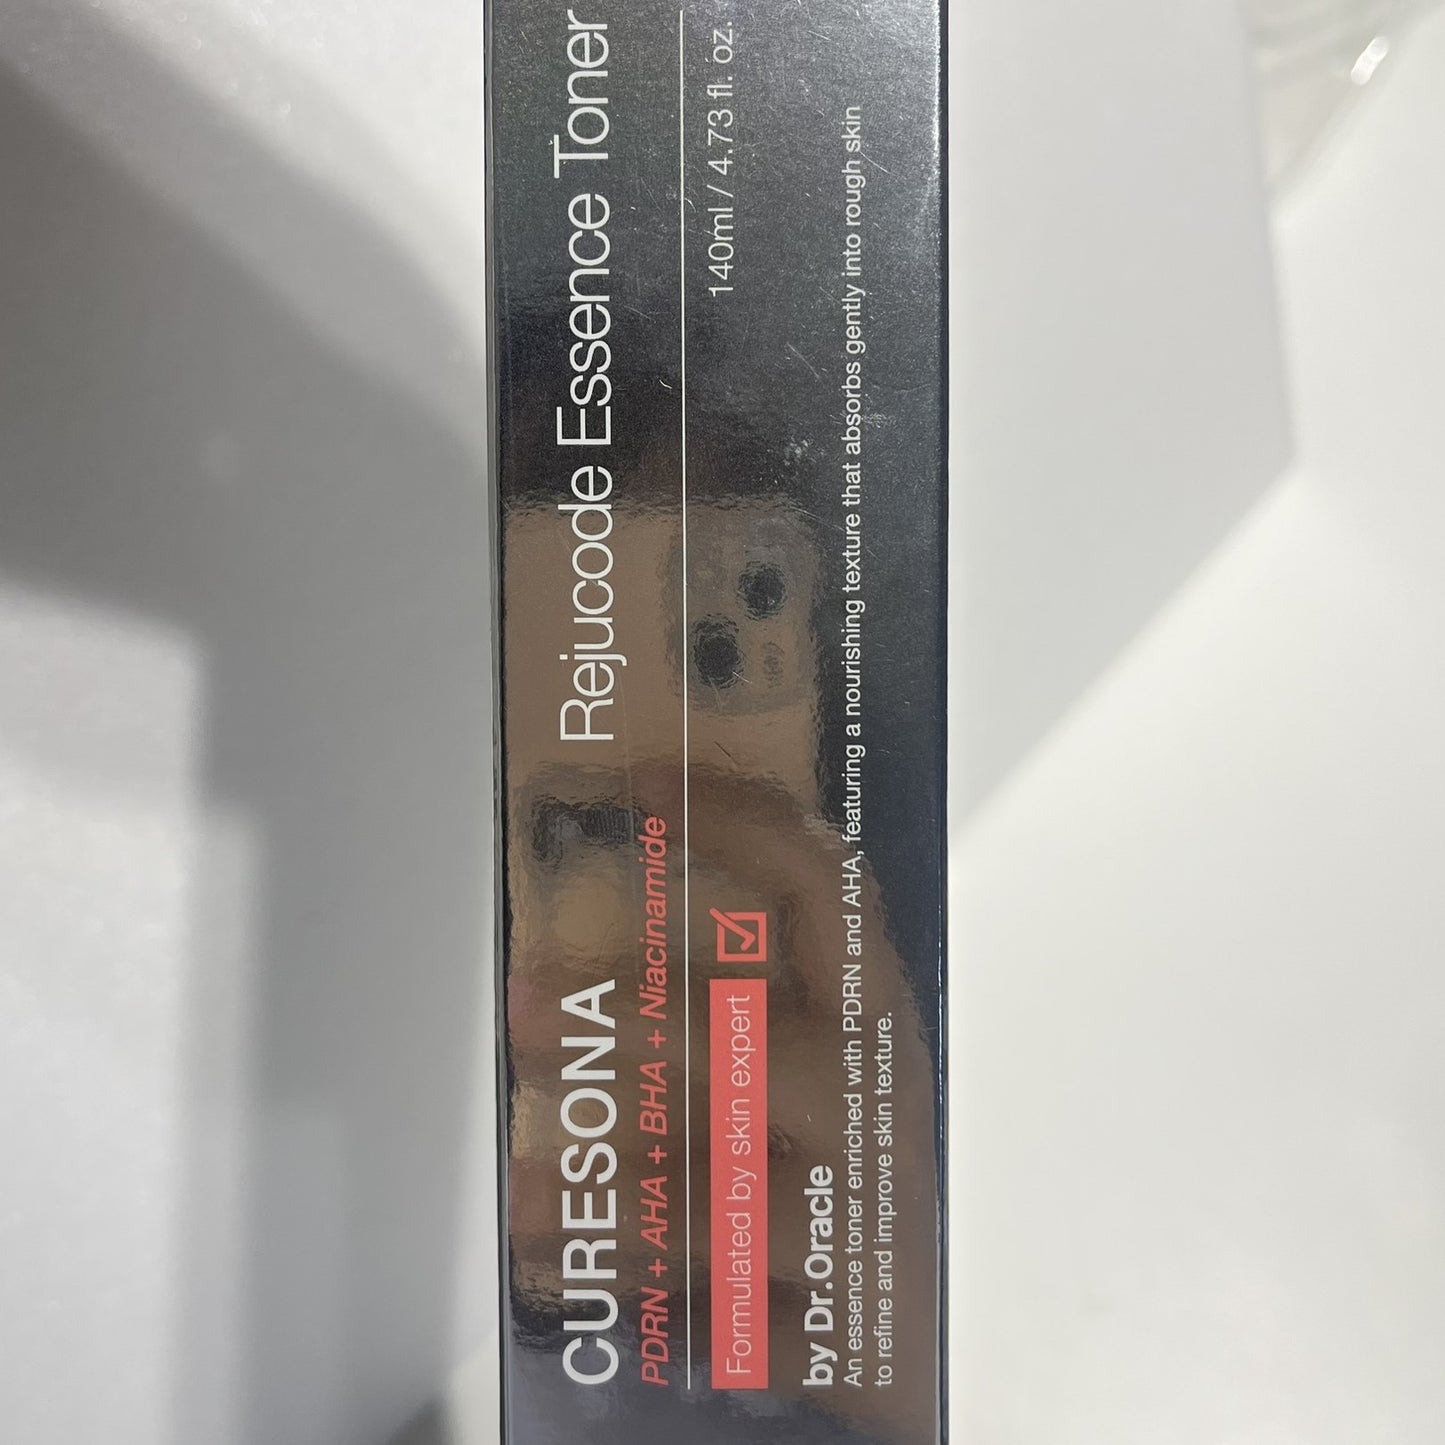 CURESONA
Rejucode Essence Toner
PDRN + AHA + BHA + Niacinamide
Formulated by skin expert
140ml / 4.73 fl. oz.
by Dr.Oracle
An essence toner enriched with PDRN and AHA, featuring a nourishing texture that absorbs gently into rough skin
to refine and improve skin texture.